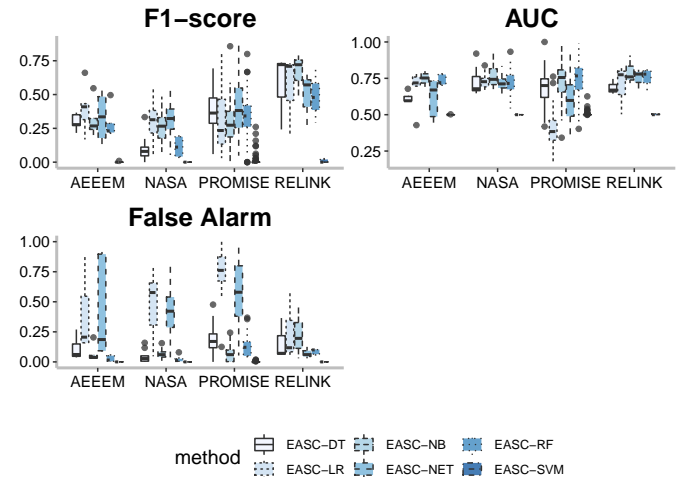 F1−score
AUC
0.75
0.50
0.25
0.00
AEEEM NASA PROMISE RELINK
1.00
0.75
0.50
0.25
AEEEM NASA PROMISE RELINK
False Alarm
1.00
0.75
0.50
0.25
0.00
AEEEM NASA PROMISE RELINK
method
EASC−DT EASC−NB EASC−RF
EASC−LR EASC−NET EASC−SVM